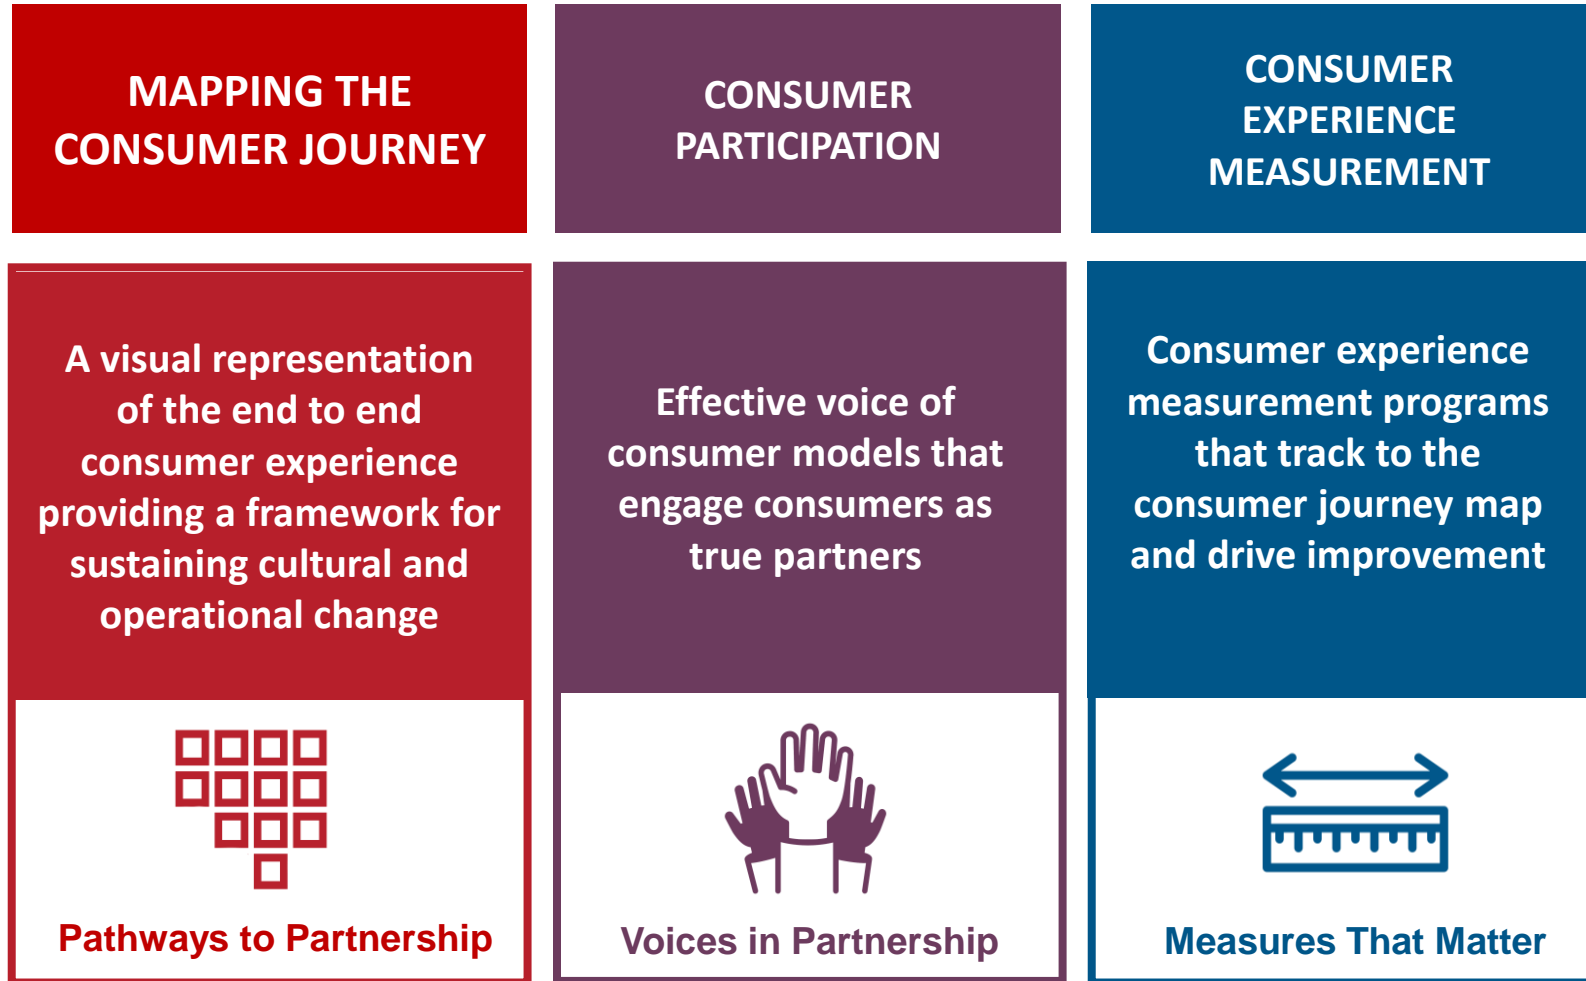 MAPPING THE
CONSUMER JOURNEY
CONSUMER
PARTICIPATION
CONSUMER
EXPERIENCE
MEASUREMENT
A visual representation
of the end to end
consumer experience
providing a framework for
sustaining cultural and
operational change
Pathways to Partnership
Effective voice of
consumer models that
engage consumers as
true partners
Voices in Partnership
Consumer experience
measurement programs
that track to the
consumer journey map
and drive improvement
Measures That Matter